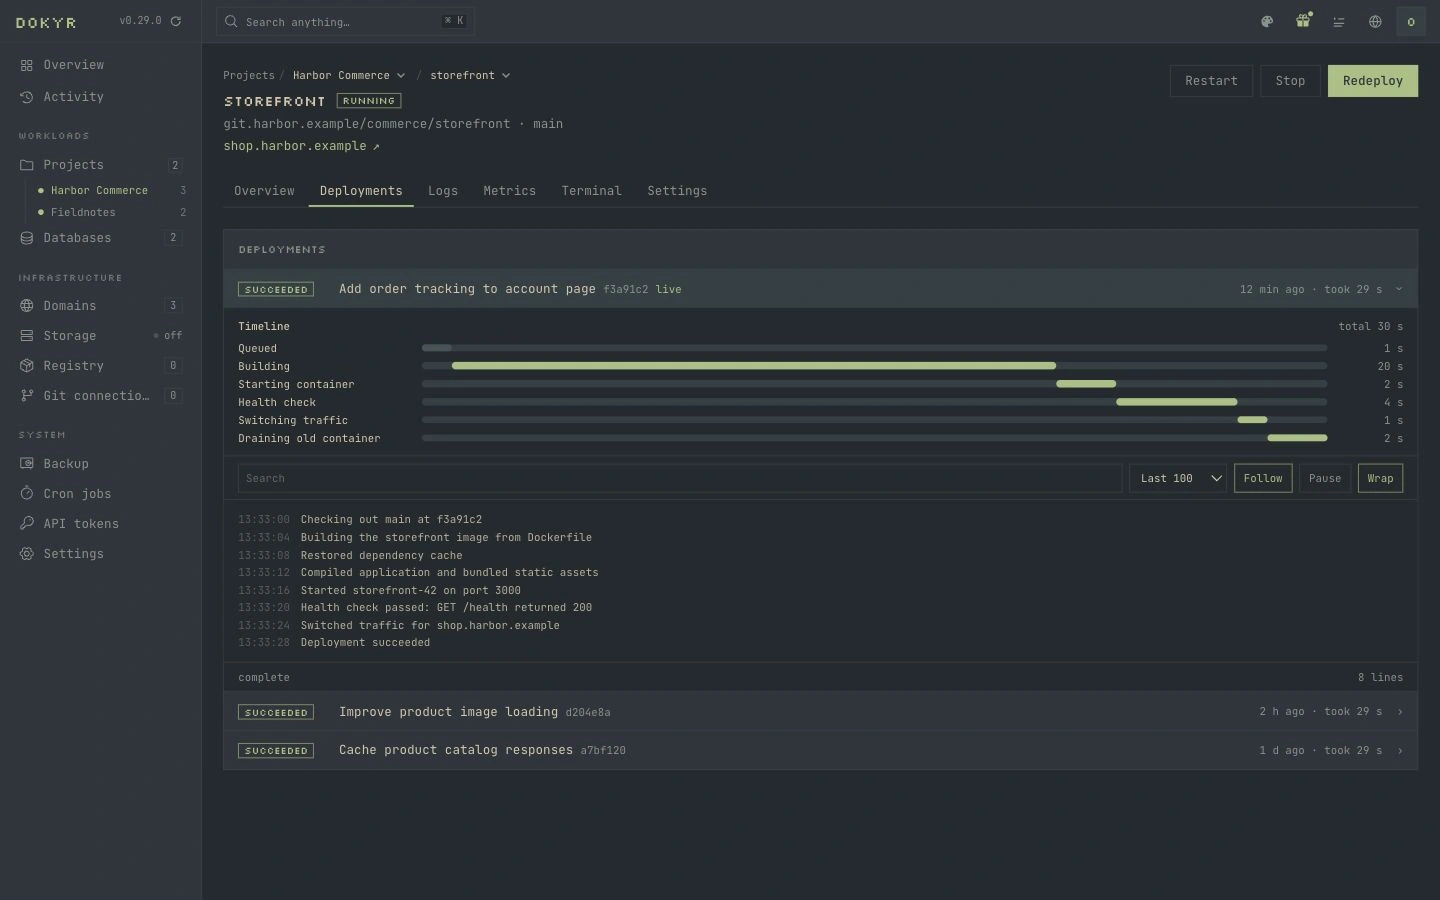 DOKYR v0.29.0
Search anything… ⌘ K
O
Overview
Activity
WORKLOADS
Projects 2
Harbor Commerce 3
Fieldnotes 2
Databases 2
INFRASTRUCTURE
Domains 3
Storage off
Registry 0
Git connectio… 0
SYSTEM
Backup
Cron jobs
API tokens
Settings
Projects / Harbor Commerce / storefront
Restart Stop Redeploy
STOREFRONT RUNNING
git.harbor.example/commerce/storefront · main
shop.harbor.example ↗
Overview Deployments Logs Metrics Terminal Settings
DEPLOYMENTS
SUCCEEDED Add order tracking to account page f3a91c2 live 12 min ago · took 29 s
Timeline total 30 s
Queued 1 s
Building 20 s
Starting container 2 s
Health check 4 s
Switching traffic 1 s
Draining old container 2 s
Search Last 100 Follow Pause Wrap
13:33:00 Checking out main at f3a91c2
13:33:04 Building the storefront image from Dockerfile
13:33:08 Restored dependency cache
13:33:12 Compiled application and bundled static assets
13:33:16 Started storefront-42 on port 3000
13:33:20 Health check passed: GET /health returned 200
13:33:24 Switched traffic for shop.harbor.example
13:33:28 Deployment succeeded
complete 8 lines
SUCCEEDED Improve product image loading d204e8a 2 h ago · took 29 s ›
SUCCEEDED Cache product catalog responses a7bf120 1 d ago · took 29 s ›